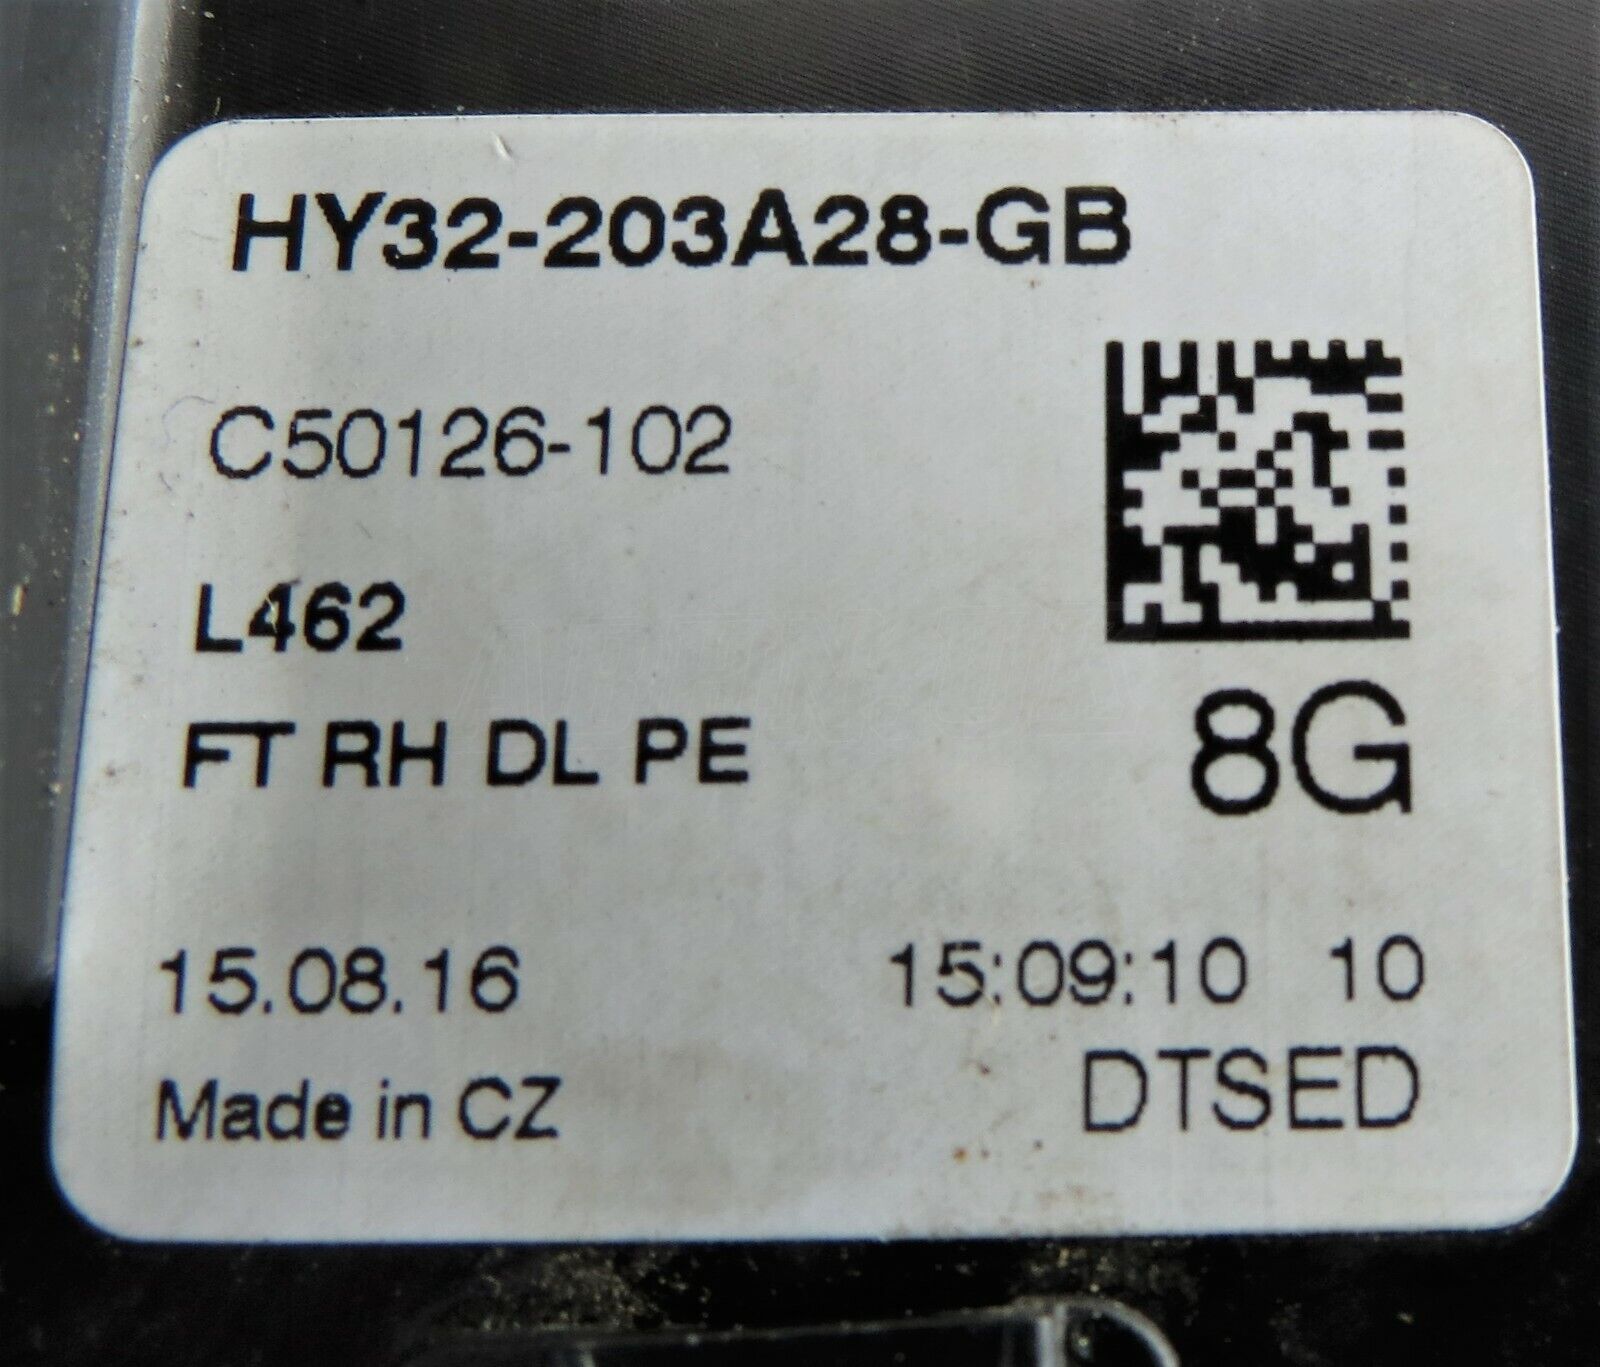 HY32-203A28-GB
C50126-102
L462
FT RH DL PE
8G
15.08.16 15:09:10 10
Made in CZ DTSED